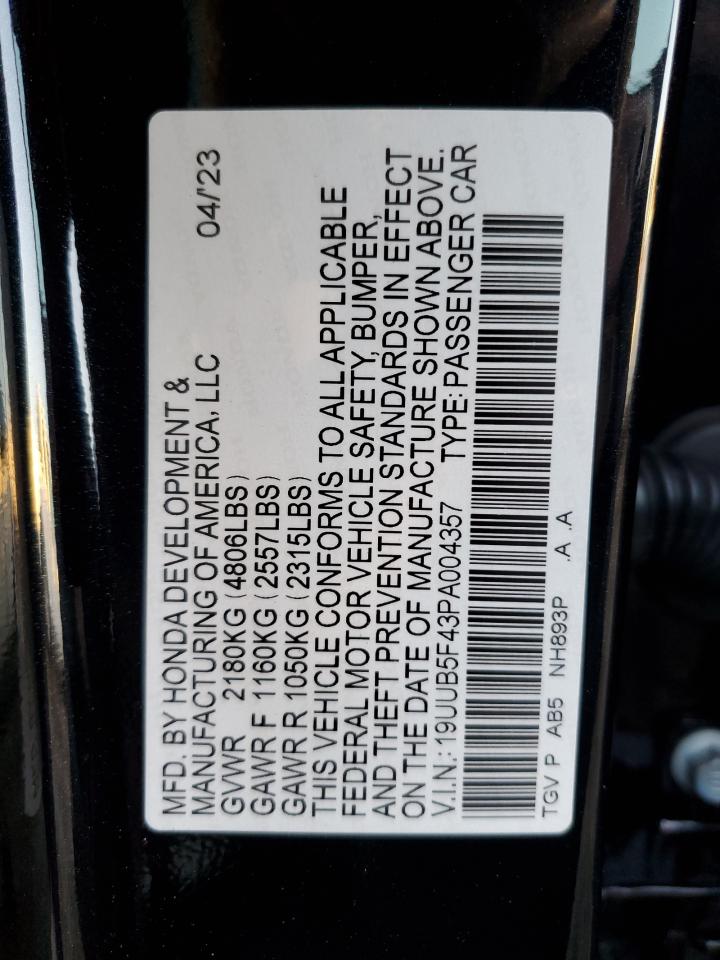 MFD. BY HONDA DEVELOPMENT &
MANUFACTURING OF AMERICA, LLC 04/'23
GVWR 2180KG (4806LBS)
GAWR F 1160KG (2557LBS)
GAWR R 1050KG (2315LBS)
THIS VEHICLE CONFORMS TO ALL APPLICABLE
FEDERAL MOTOR VEHICLE SAFETY, BUMPER,
AND THEFT PREVENTION STANDARDS IN EFFECT
ON THE DATE OF MANUFACTURE SHOWN ABOVE.
V.I.N.: 19UUB5F43PA004357 TYPE: PASSENGER CAR
TGV P AB5 NH893P .A .A